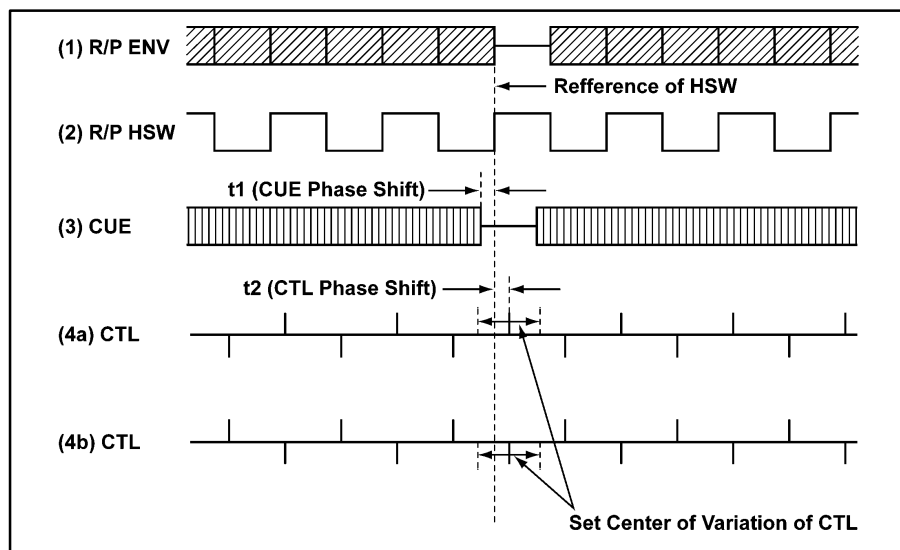 (1) R/P ENV
Refference of HSW
(2) R/P HSW
t1 (CUE Phase Shift)
(3) CUE
t2 (CTL Phase Shift)
(4a) CTL
(4b) CTL
Set Center of Variation of CTL